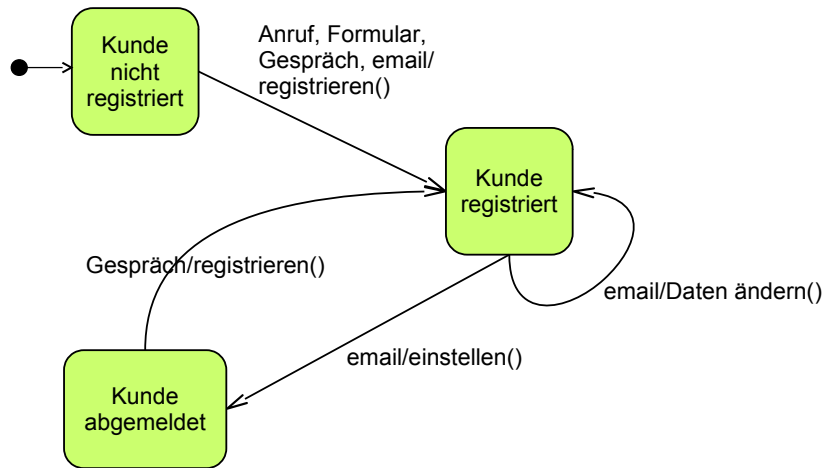 Kunde
nicht
registriert
Anruf, Formular,
Gespräch, email/
registrieren()
Kunde
registriert
Gespräch/registrieren()
email/Daten ändern()
email/einstellen()
Kunde
abgemeldet